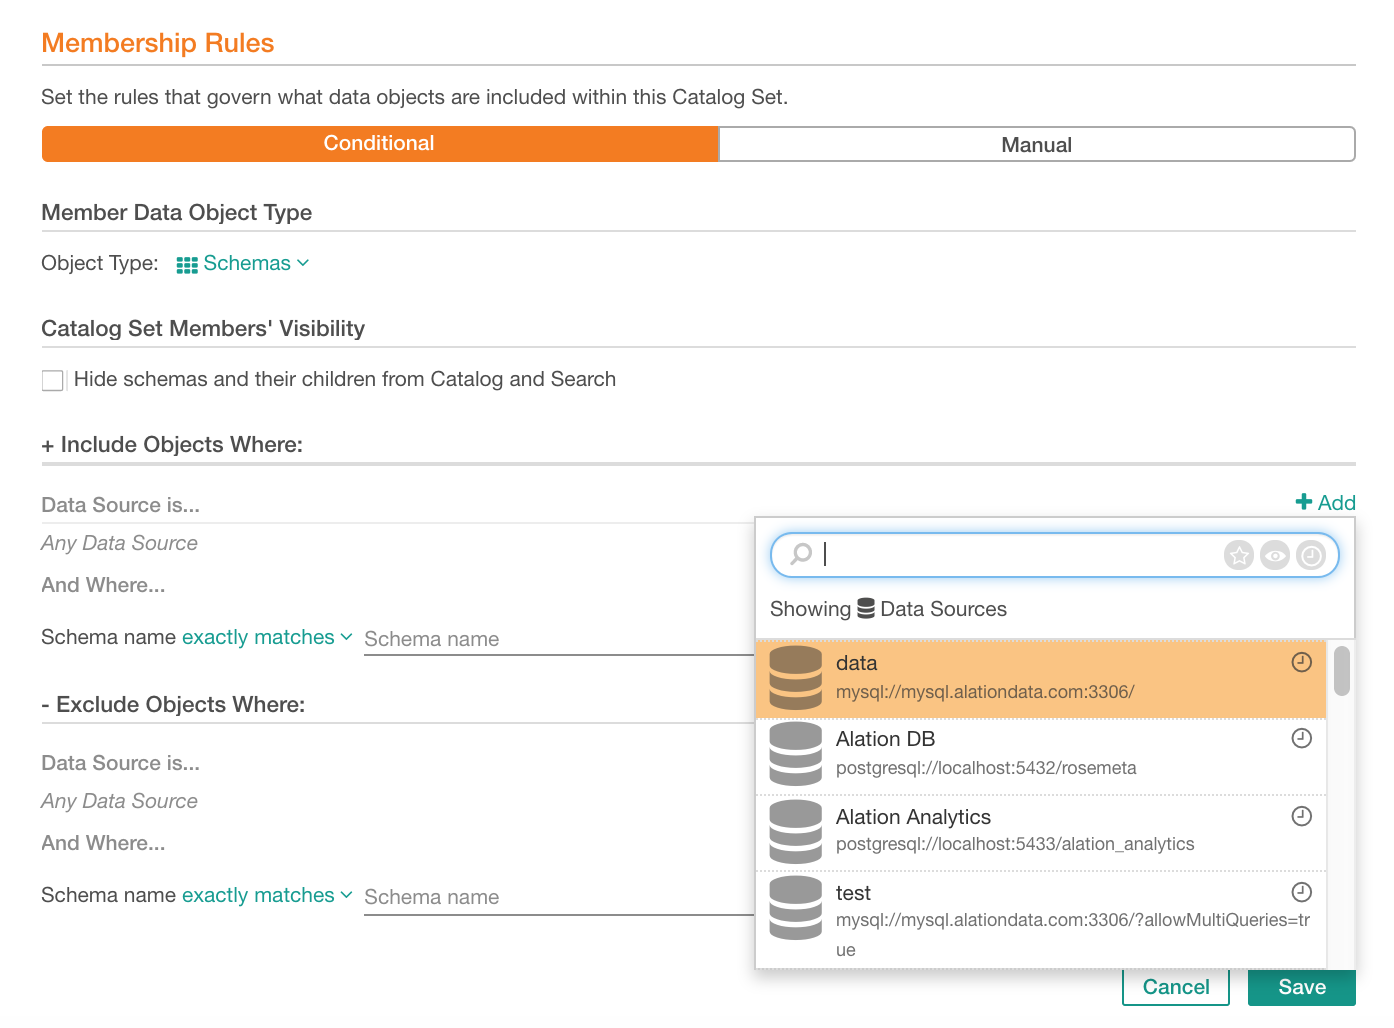 Membership Rules
Set the rules that govern what data objects are included within this Catalog Set.
Conditional
Manual
Member Data Object Type
Object Type: Schemas
Catalog Set Members' Visibility
Hide schemas and their children from Catalog and Search
+ Include Objects Where:
Data Source is...
+ Add
Any Data Source
And Where...
Schema name exactly matches Schema name
- Exclude Objects Where:
Data Source is...
Any Data Source
And Where...
Schema name exactly matches Schema name
Showing Data Sources
data
mysql://mysql.alationdata.com:3306/
Alation DB
postgresql://localhost:5432/rosemeta
Alation Analytics
postgresql://localhost:5433/alation_analytics
test
mysql://mysql.alationdata.com:3306/?allowMultiQueries=tr
ue
Cancel
Save